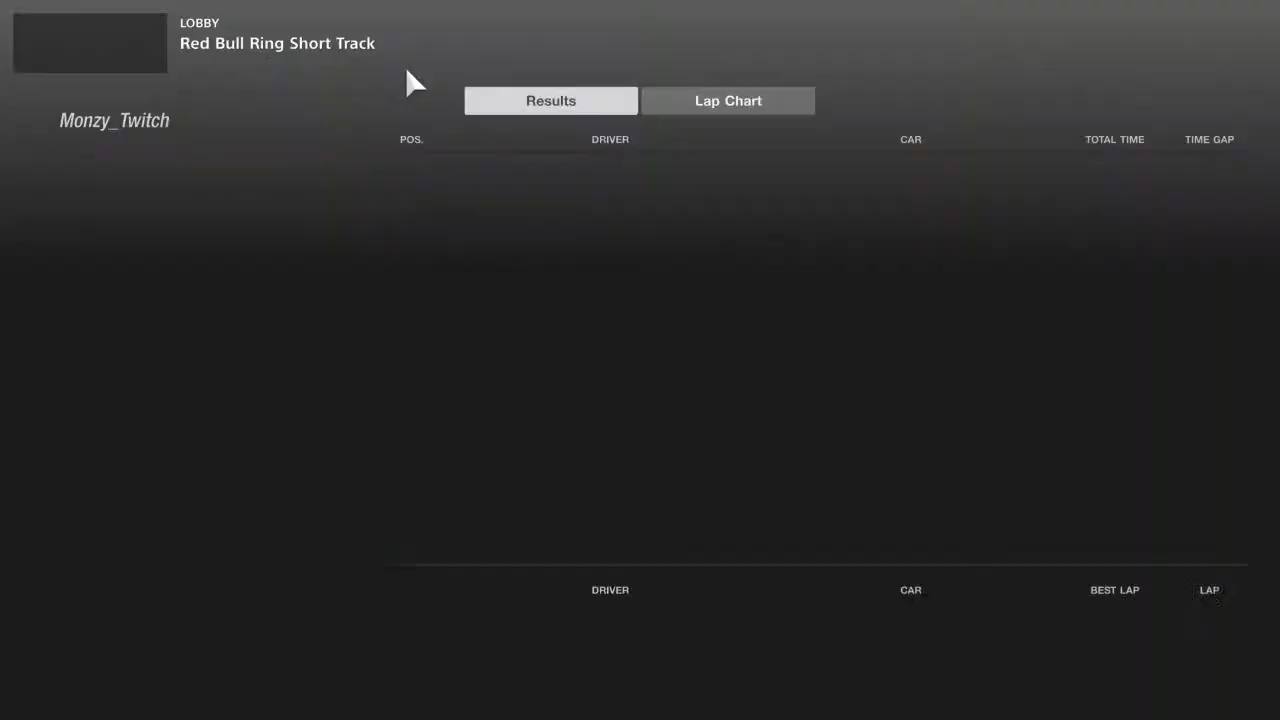 LOBBY
Red Bull Ring Short Track
Results Lap Chart
Monzy_Twitch
POS. DRIVER CAR TOTAL TIME TIME GAP
DRIVER CAR BEST LAP LAP